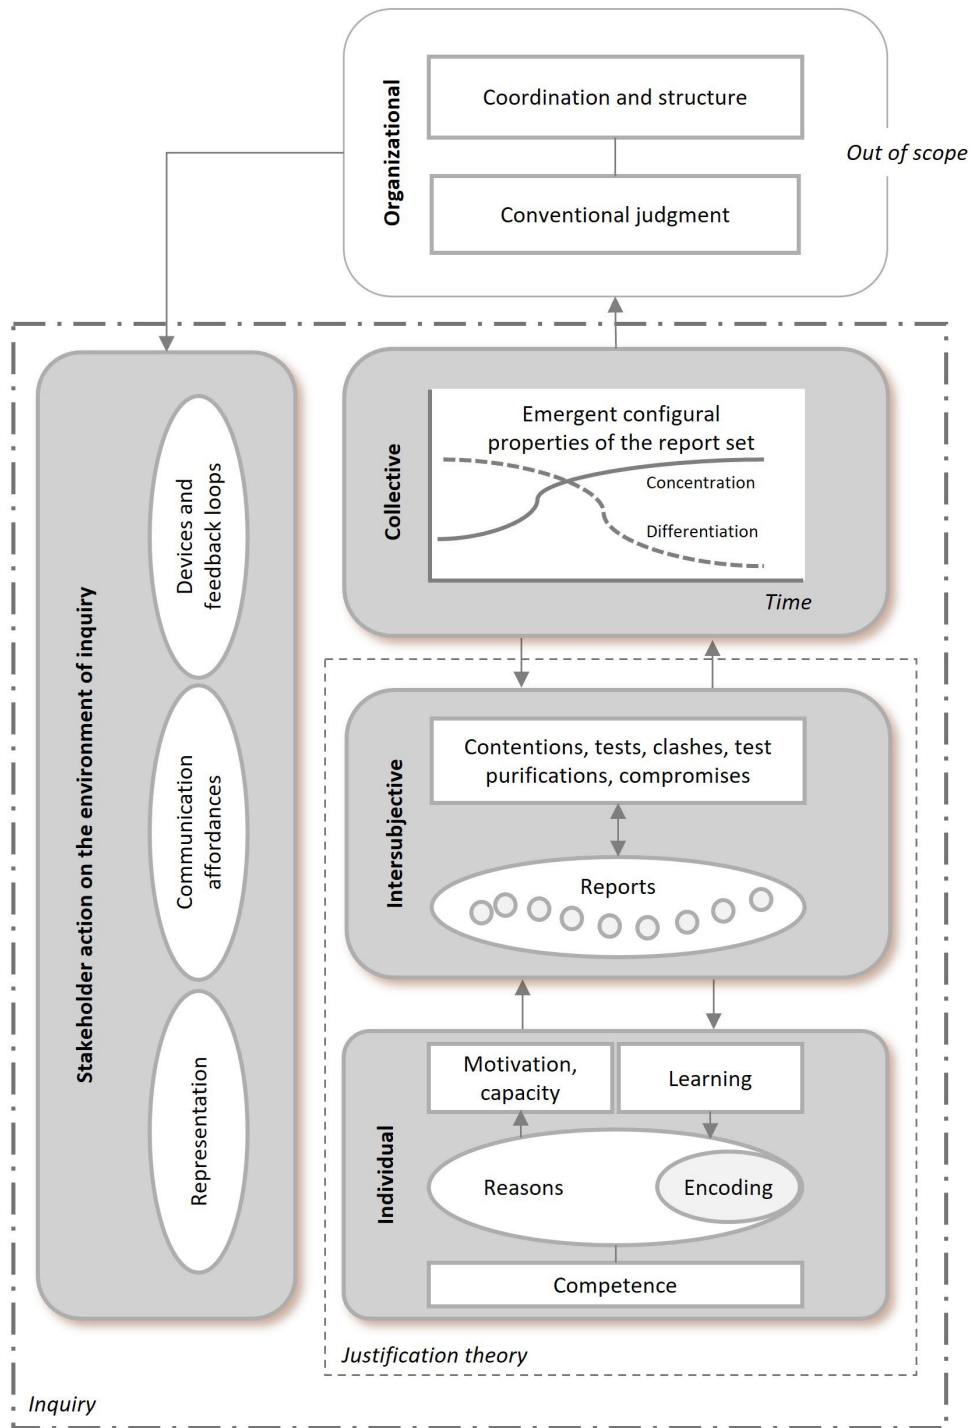 Organizational
Coordination and structure
Conventional judgment
Out of scope
Stakeholder action on the environment of inquiry
Devices and
feedback loops
Communication
affordances
Representation
Collective
Emergent configural
properties of the report set
Concentration
Differentiation
Time
Intersubjective
Contentions, tests, clashes, test
purifications, compromises
Reports
Individual
Motivation,
capacity
Learning
Reasons
Encoding
Competence
Justification theory
Inquiry